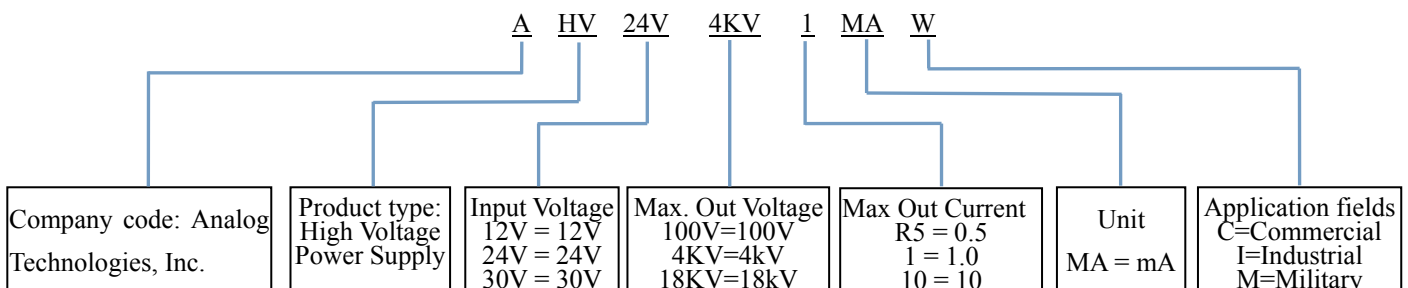 A HV 24V 4KV 1 MA W
Company code: Analog
Technologies, Inc.
Product type:
High Voltage
Power Supply
Input Voltage
12V = 12V
24V = 24V
30V = 30V
Max. Out Voltage
100V=100V
4KV=4kV
18KV=18kV
Max Out Current
R5 = 0.5
1 = 1.0
10 = 10
Unit
MA = mA
Application fields
C=Commercial
I=Industrial
M=Military